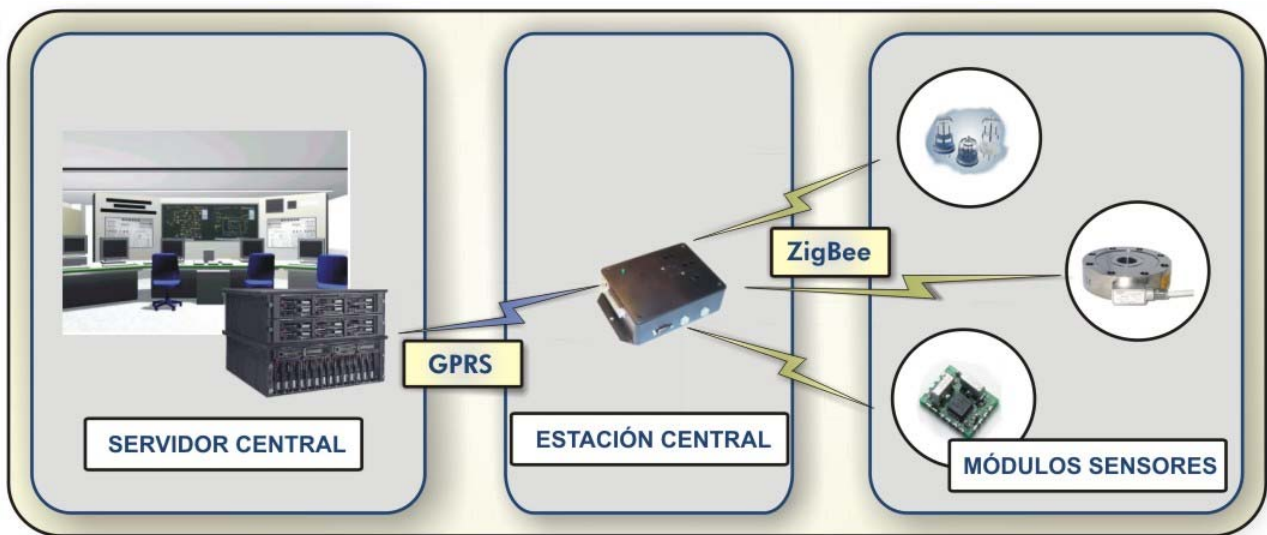 ZigBee
GPRS
SERVIDOR CENTRAL
ESTACIÓN CENTRAL
MÓDULOS SENSORES